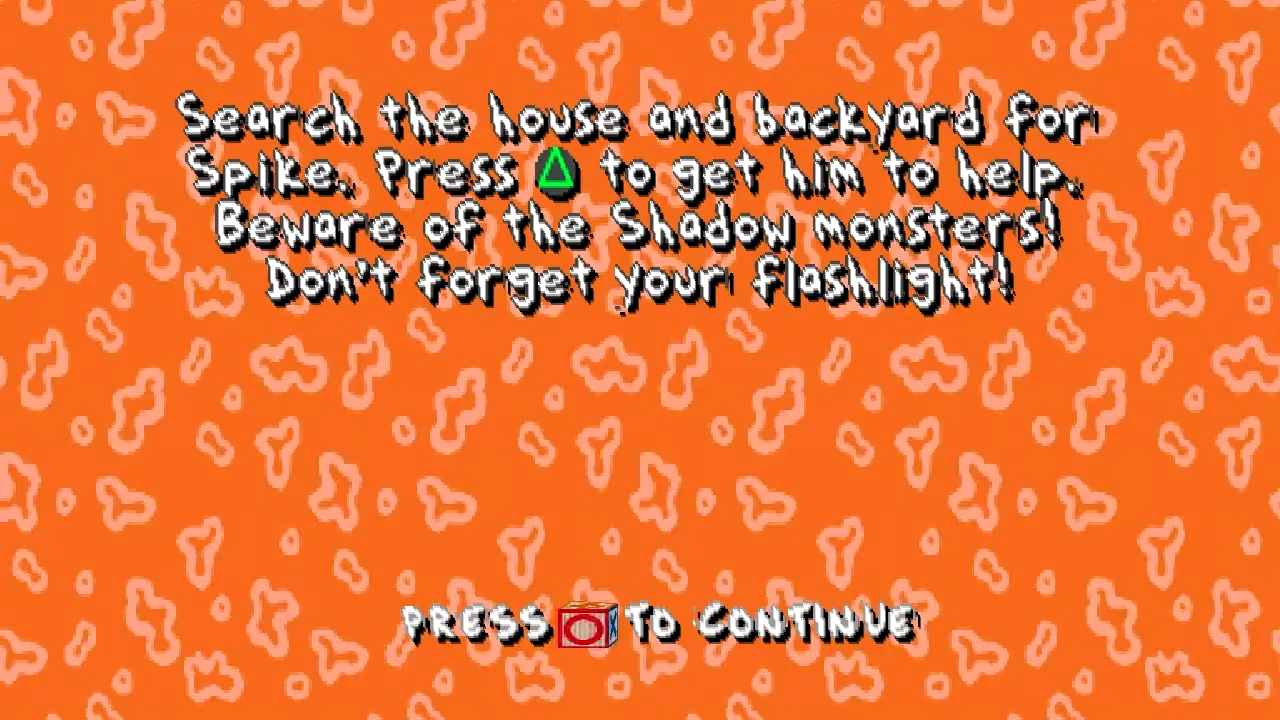 Search the house and backyard for
Spike. Press △ to get him to help.
Beware of the Shadow monsters!
Don't forget your flashlight!
PRESS O TO CONTINUE